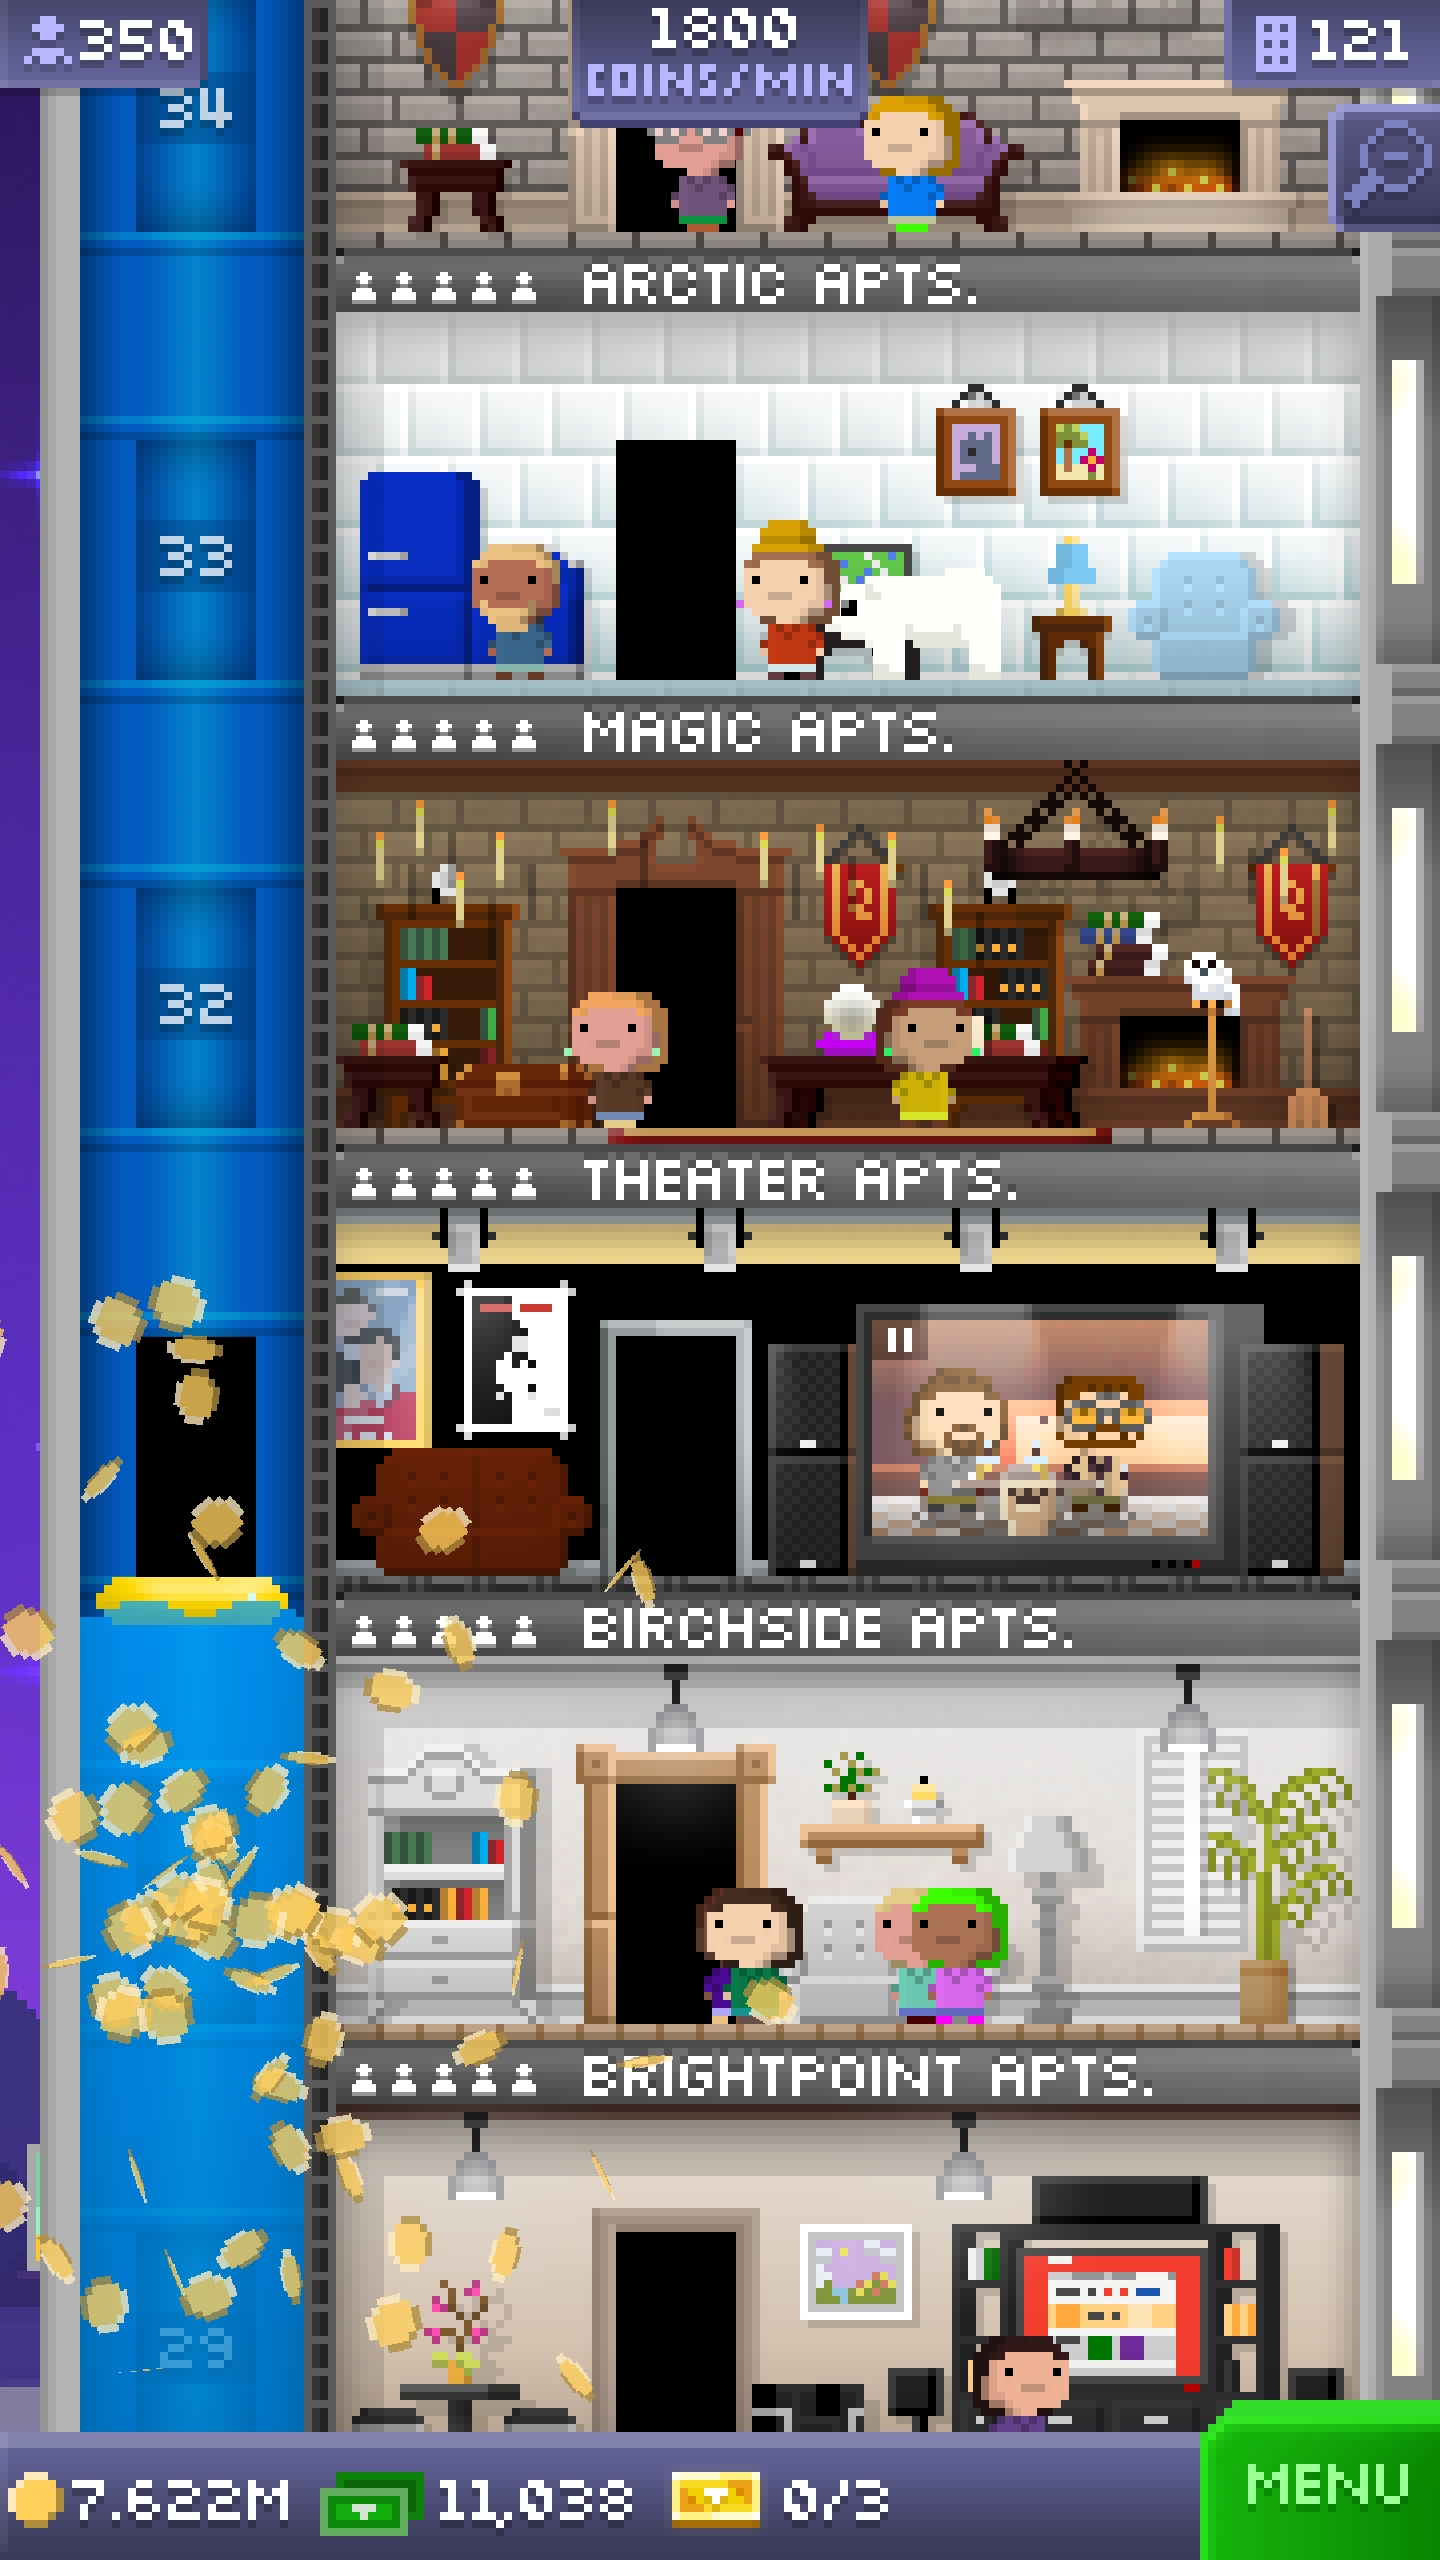 350
1800
COINS/MIN
121
34
ARCTIC APTS.
33
MAGIC APTS.
32
THEATER APTS.
BIRCHSIDE APTS.
BRIGHTPOINT APTS.
29
7.622M 11,038 0/3
MENU